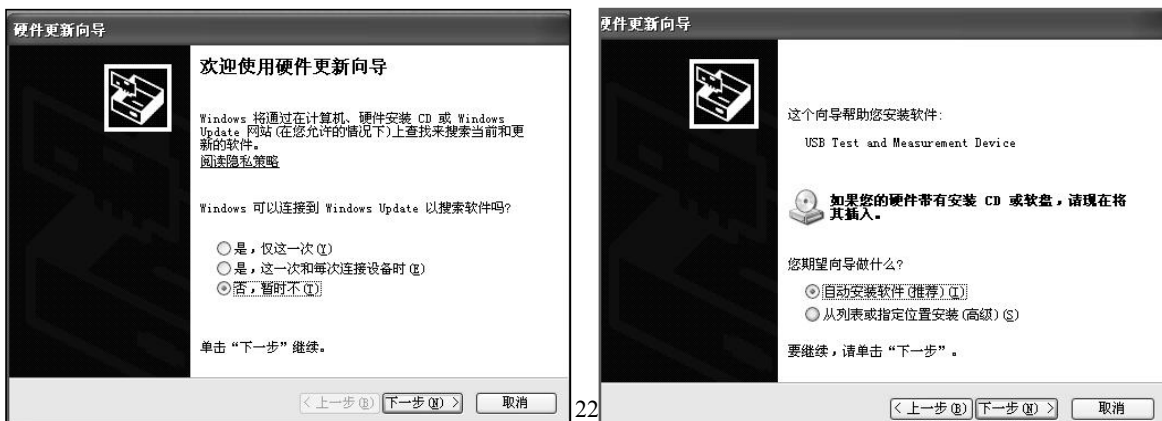 硬件更新向导
欢迎使用硬件更新向导
Windows 将通过在计算机、硬件安装 CD 或 Windows
Update 网站(在您允许的情况下)上查找来搜索当前和更
新的软件。
阅读隐私策略
Windows 可以连接到 Windows Update 以搜索软件吗?
是，仅这一次(Y)
是，这一次和每次连接设备时(E)
否，暂时不(T)
单击“下一步”继续。
< 上一步(B)
下一步(N) >
取消
22
硬件更新向导
这个向导帮助您安装软件:
USB Test and Measurement Device
如果您的硬件带有安装 CD 或软盘，请现在将
其插入。
您期望向导做什么?
自动安装软件(推荐)(I)
从列表或指定位置安装(高级)(S)
要继续，请单击“下一步”。
< 上一步(B)
下一步(N) >
取消